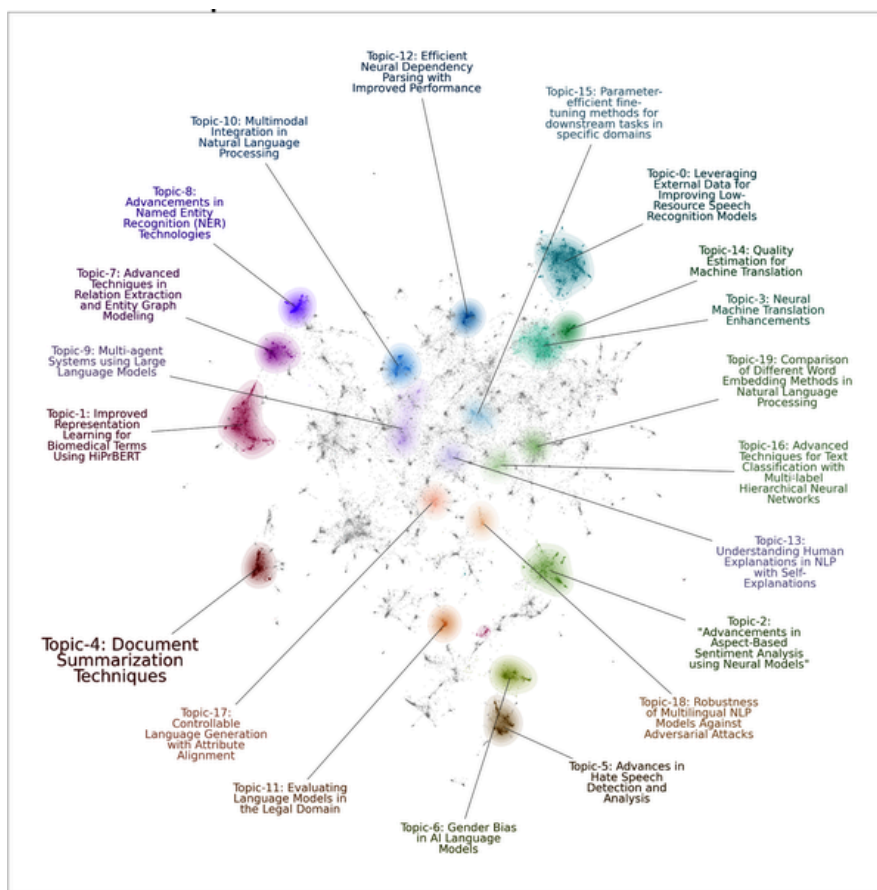 Topic-12: Efficient
Neural Dependency
Parsing with
Improved Performance
Topic-15: Parameter-
efficient fine-
tuning methods for
downstream tasks in
specific domains
Topic-10: Multimodal
Integration in
Natural Language
Processing
Topic-0: Leveraging
External Data for
Improving Low-
Resource Speech
Recognition Models
Topic-8:
Advancements in
Named Entity
Recognition (NER)
Technologies
Topic-14: Quality
Estimation for
Machine Translation
Topic-7: Advanced
Techniques in
Relation Extraction
and Entity Graph
Modeling
Topic-3: Neural
Machine Translation
Enhancements
Topic-9: Multi-agent
Systems using Large
Language Models
Topic-19: Comparison
of Different Word
Embedding Methods in
Natural Language
Processing
Topic-1: Improved
Representation
Learning for
Biomedical Terms
Using HiPrBERT
Topic-16: Advanced
Techniques for Text
Classification with
Multi-label
Hierarchical Neural
Networks
Topic-13:
Understanding Human
Explanations in NLP
with Self-
Explanations
Topic-4: Document
Summarization
Techniques
Topic-2:
"Advancements in
Aspect-Based
Sentiment Analysis
using Neural Models"
Topic-18: Robustness
of Multilingual NLP
Models Against
Adversarial Attacks
Topic-17:
Controllable
Language Generation
with Attribute
Alignment
Topic-5: Advances in
Hate Speech
Detection and
Analysis
Topic-11: Evaluating
Language Models in
the Legal Domain
Topic-6: Gender Bias
in AI Language
Models